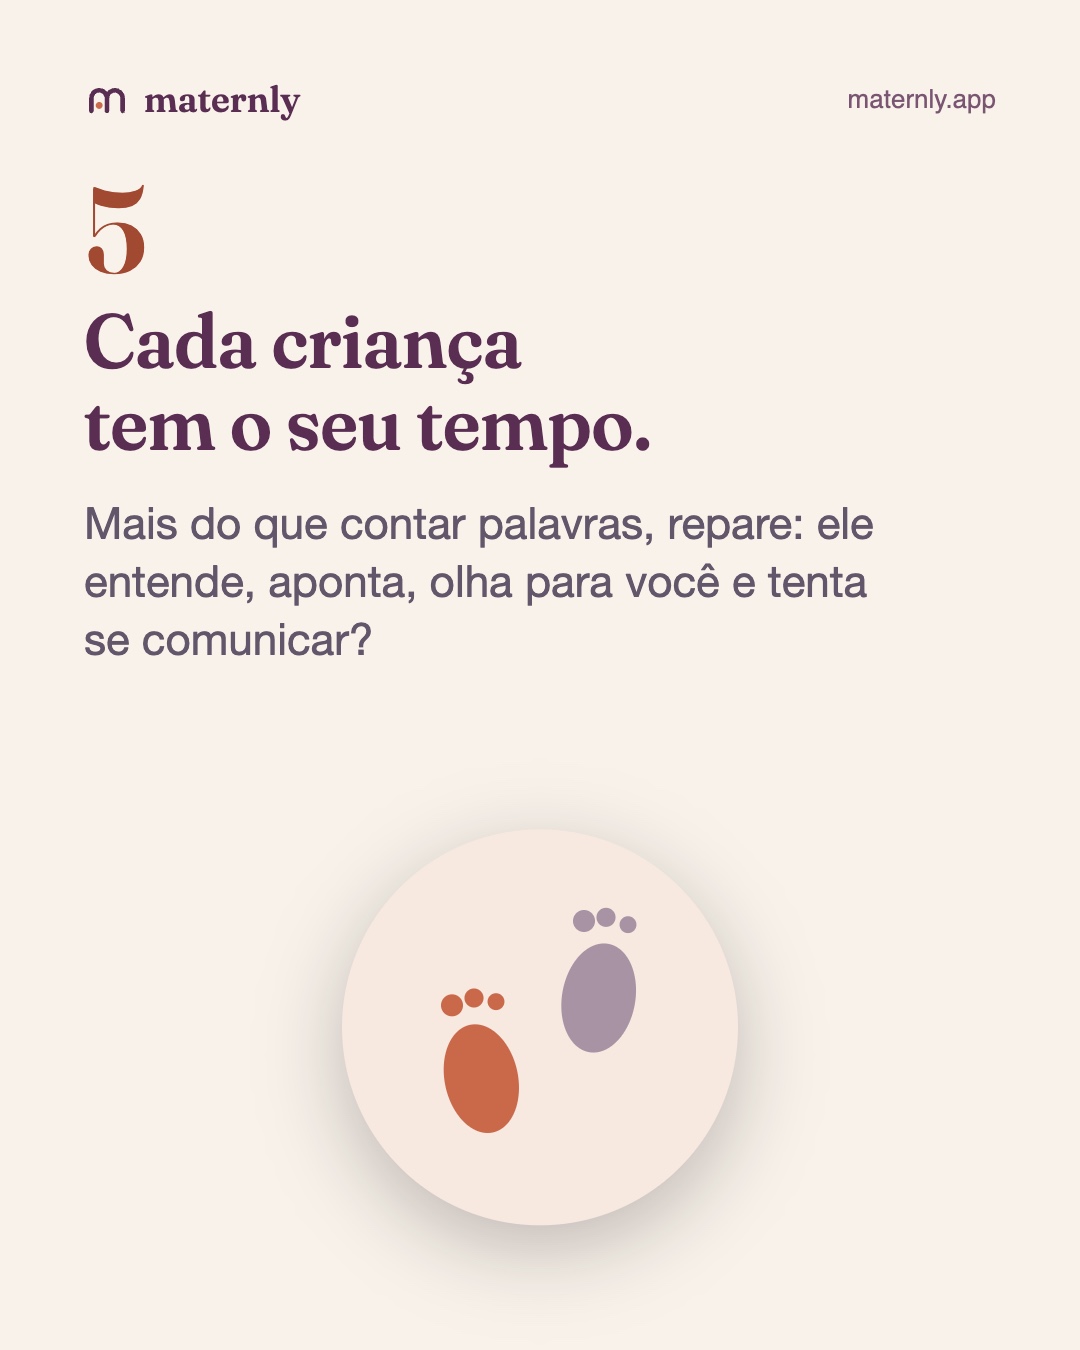 maternly
maternly.app
5
Cada criança
tem o seu tempo.
Mais do que contar palavras, repare: ele
entende, aponta, olha para você e tenta
se comunicar?